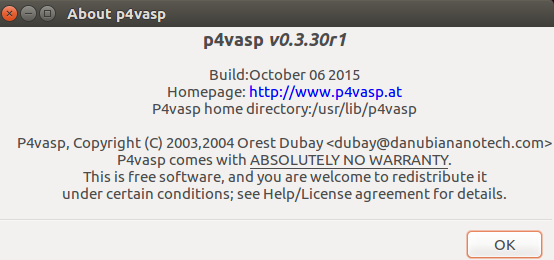 About p4vasp
p4vasp v0.3.30r1
Build:October 06 2015
Homepage: http://www.p4vasp.at
P4vasp home directory:/usr/lib/p4vasp
P4vasp, Copyright (C) 2003,2004 Orest Dubay <dubay@danubiananotech.com>
P4vasp comes with ABSOLUTELY NO WARRANTY.
This is free software, and you are welcome to redistribute it
under certain conditions; see Help/License agreement for details.
OK